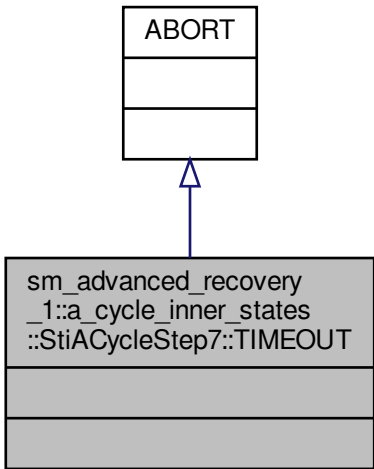 ABORT
sm_advanced_recovery
_1::a_cycle_inner_states
::StiACycleStep7::TIMEOUT